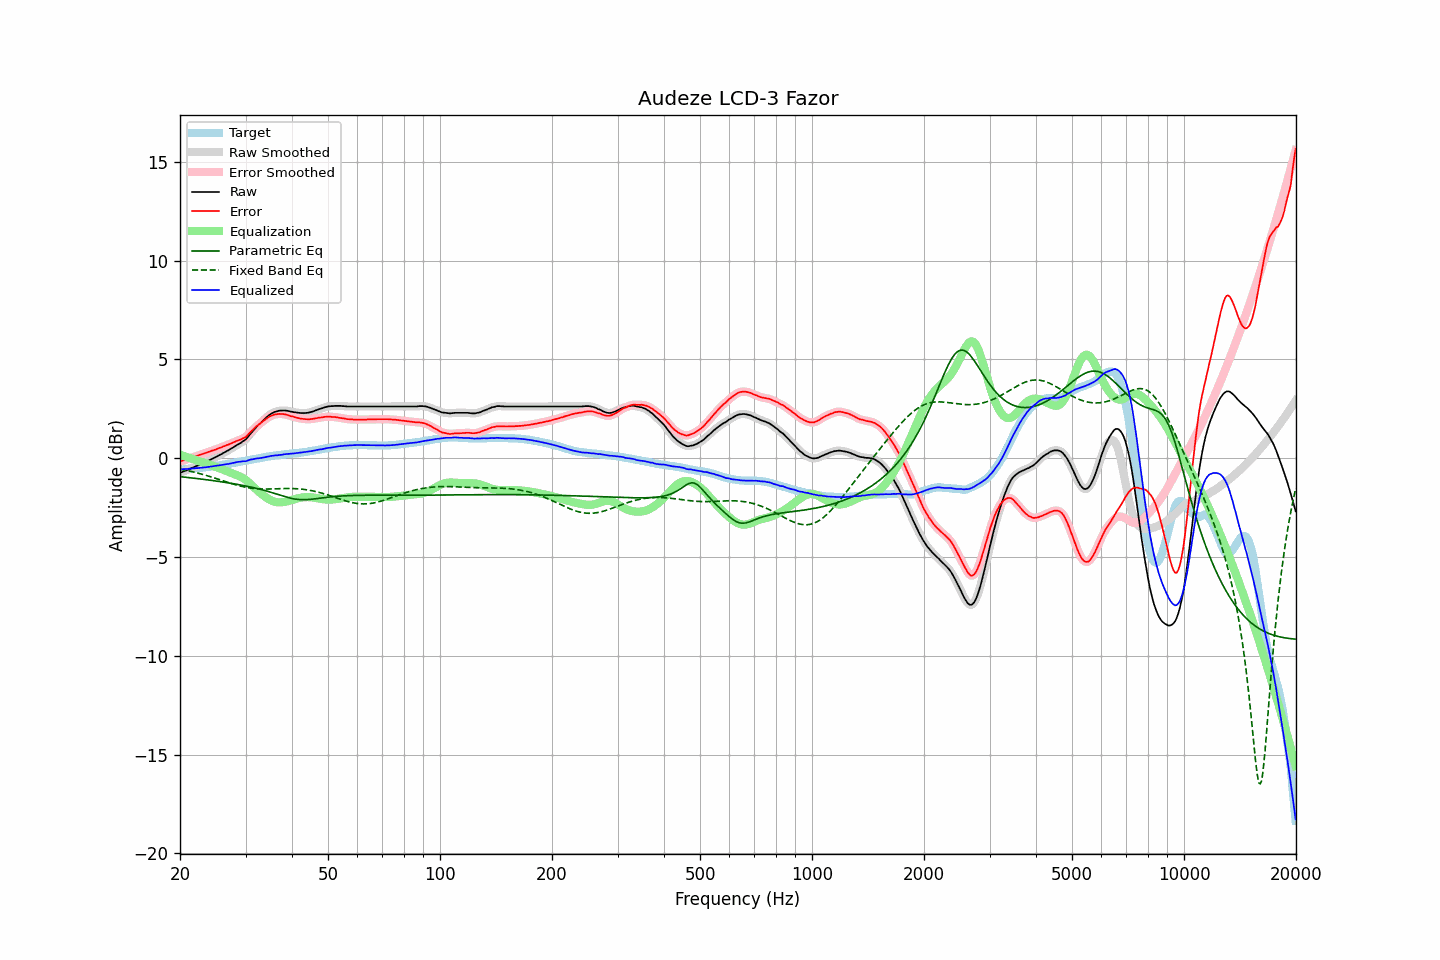 Audeze LCD-3 Fazor
Target
Raw Smoothed
Error Smoothed
Raw
Error
Equalization
Parametric Eq
Fixed Band Eq
Equalized
Amplitude (dBr)
15
10
5
0
−5
−10
−15
−20
20 50 100 200 500 1000 2000 5000 10000 20000
Frequency (Hz)